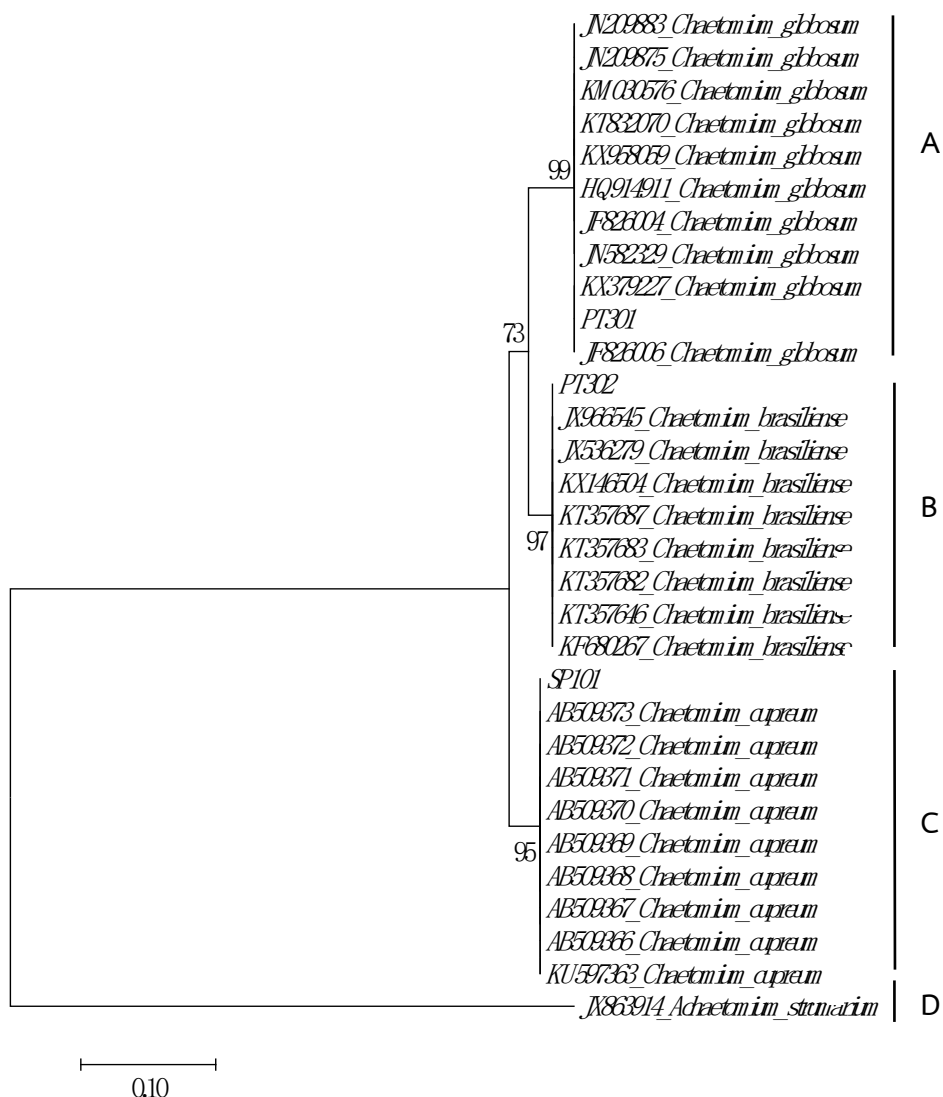 JN209883_Chaetomium_globosum
JN209875_Chaetomium_globosum
KM030576_Chaetomium_globosum
KT832070_Chaetomium_globosum
A
KX958059_Chaetomium_globosum
99
HQ914911_Chaetomium_globosum
JF826004_Chaetomium_globosum
JN582329_Chaetomium_globosum
KX379227_Chaetomium_globosum
PT301
73
JF826006_Chaetomium_globosum
PT302
JX966545_Chaetomium_brasiliense
JX536279_Chaetomium_brasiliense
KX146504_Chaetomium_brasiliense
B
KT357687_Chaetomium_brasiliense
97
KT357683_Chaetomium_brasiliense
KT357682_Chaetomium_brasiliense
KT357646_Chaetomium_brasiliense
KF680267_Chaetomium_brasiliense
SP101
AB509373_Chaetomium_cupreum
AB509372_Chaetomium_cupreum
AB509371_Chaetomium_cupreum
AB509370_Chaetomium_cupreum
C
AB509369_Chaetomium_cupreum
95
AB509368_Chaetomium_cupreum
AB509367_Chaetomium_cupreum
AB509366_Chaetomium_cupreum
KU597363_Chaetomium_cupreum
JX863914_Achaetomium_strumarium
D
0.10